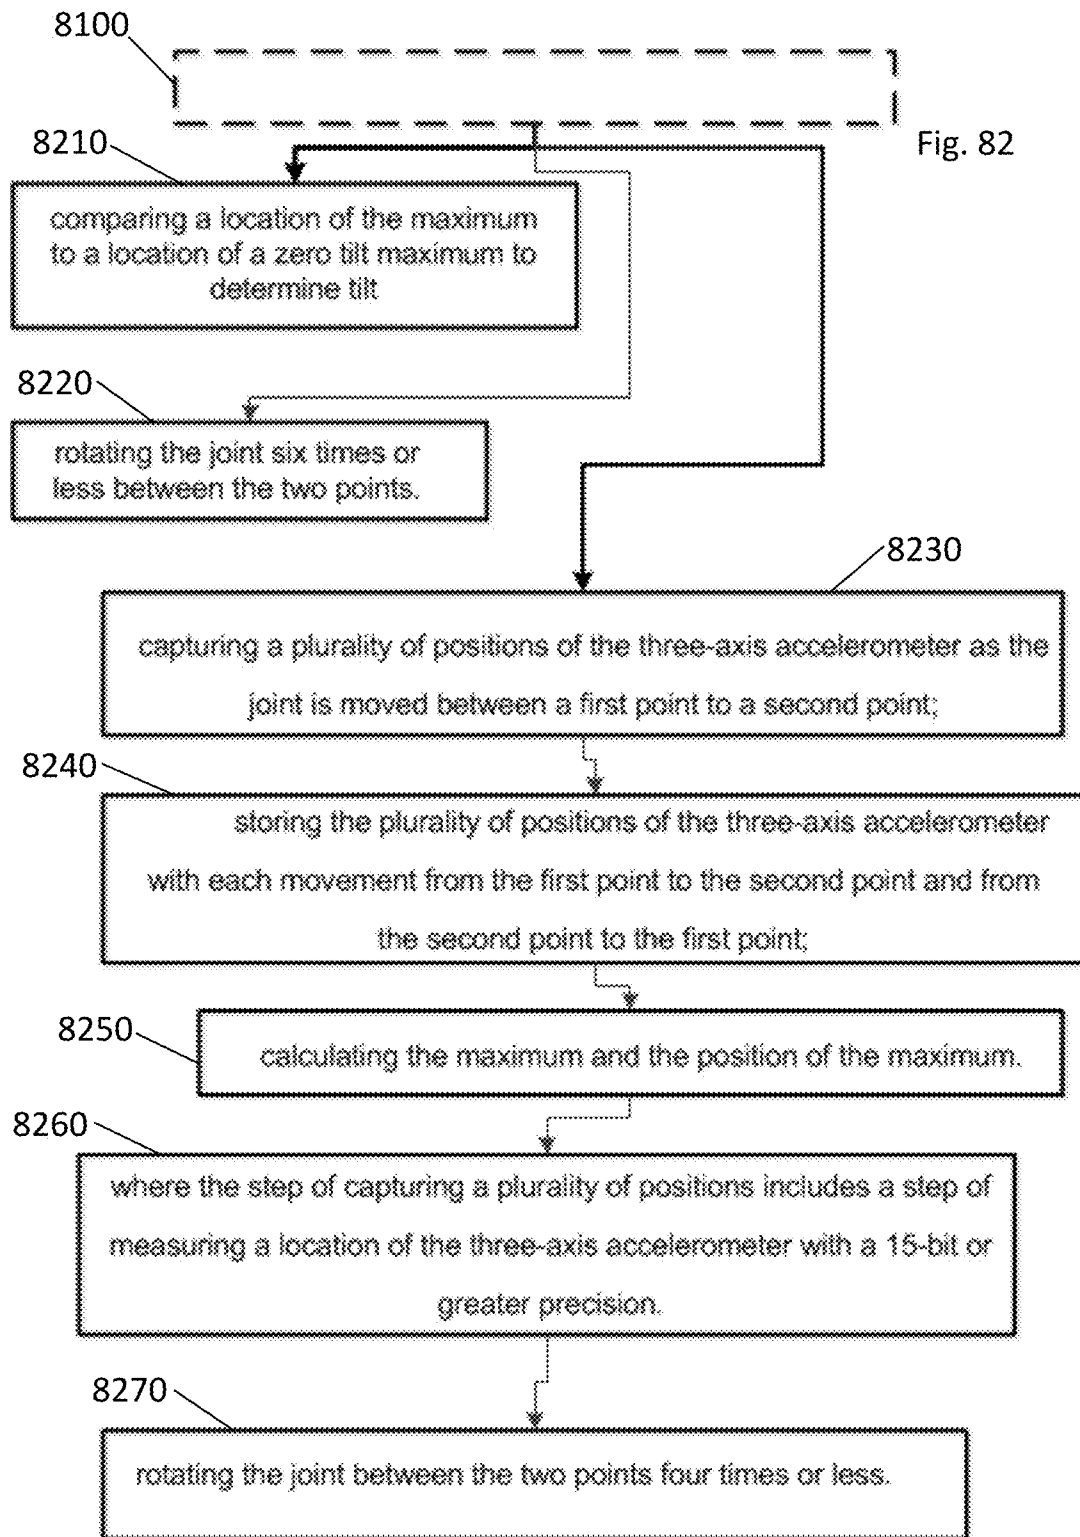 8100
Fig. 82
8210
comparing a location of the maximum
to a location of a zero tilt maximum to
determine tilt
8220
rotating the joint six times or
less between the two points.
8230
capturing a plurality of positions of the three-axis accelerometer as the
joint is moved between a first point to a second point;
8240
storing the plurality of positions of the three-axis accelerometer
with each movement from the first point to the second point and from
the second point to the first point;
8250
calculating the maximum and the position of the maximum.
8260
where the step of capturing a plurality of positions includes a step of
measuring a location of the three-axis accelerometer with a 15-bit or
greater precision.
8270
rotating the joint between the two points four times or less.